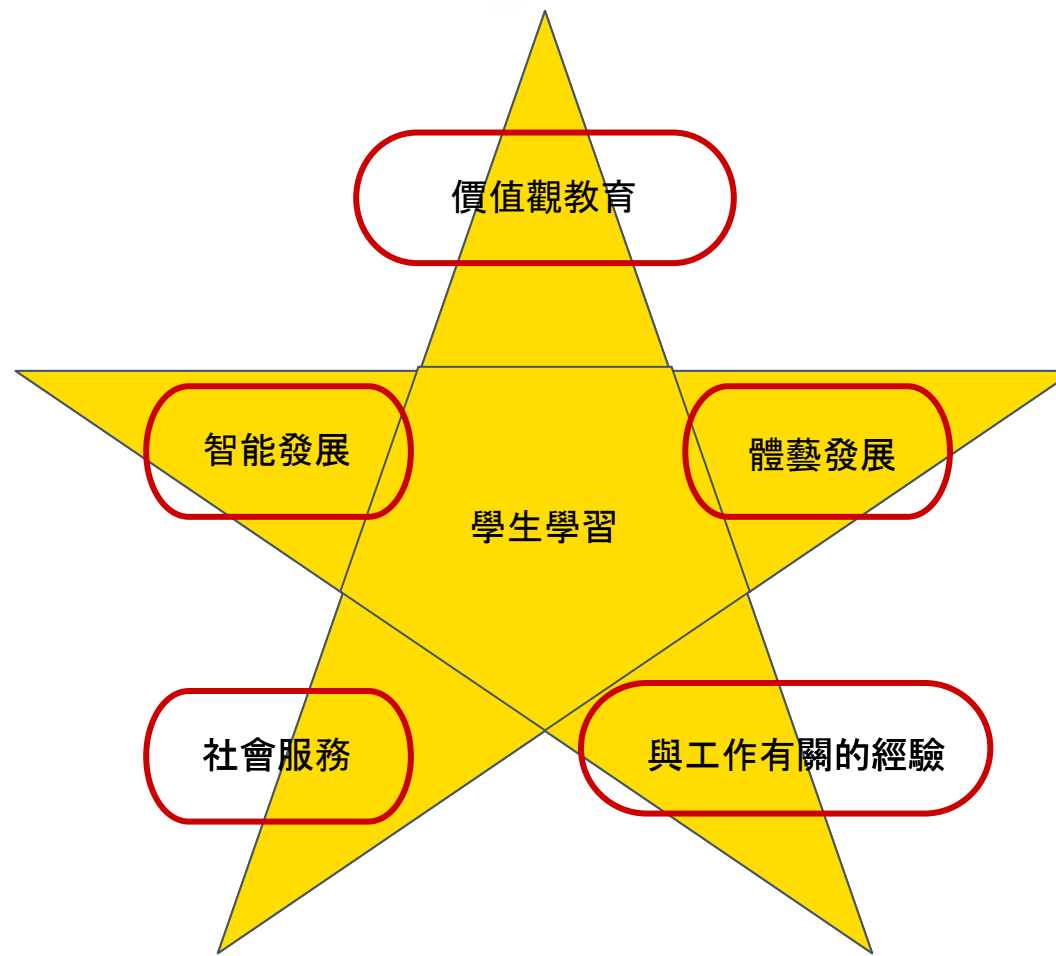 價值觀教育
智能發展
體藝發展
學生學習
社會服務
與工作有關的經驗